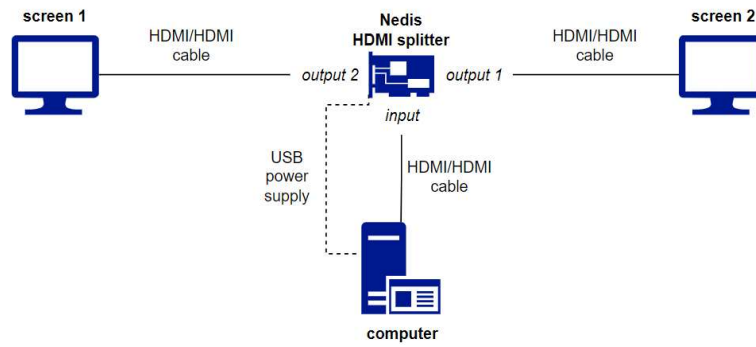 screen 1
Nedis
HDMI splitter
screen 2
HDMI/HDMI
cable
HDMI/HDMI
cable
output 2
output 1
input
USB
power
supply
HDMI/HDMI
cable
computer